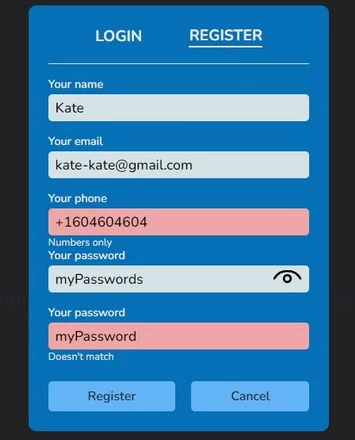 LOGIN REGISTER
Your name
Kate
Your email
kate-kate@gmail.com
Your phone
+1604604604
Numbers only
Your password
myPasswords
Your password
myPassword
Doesn't match
Register Cancel